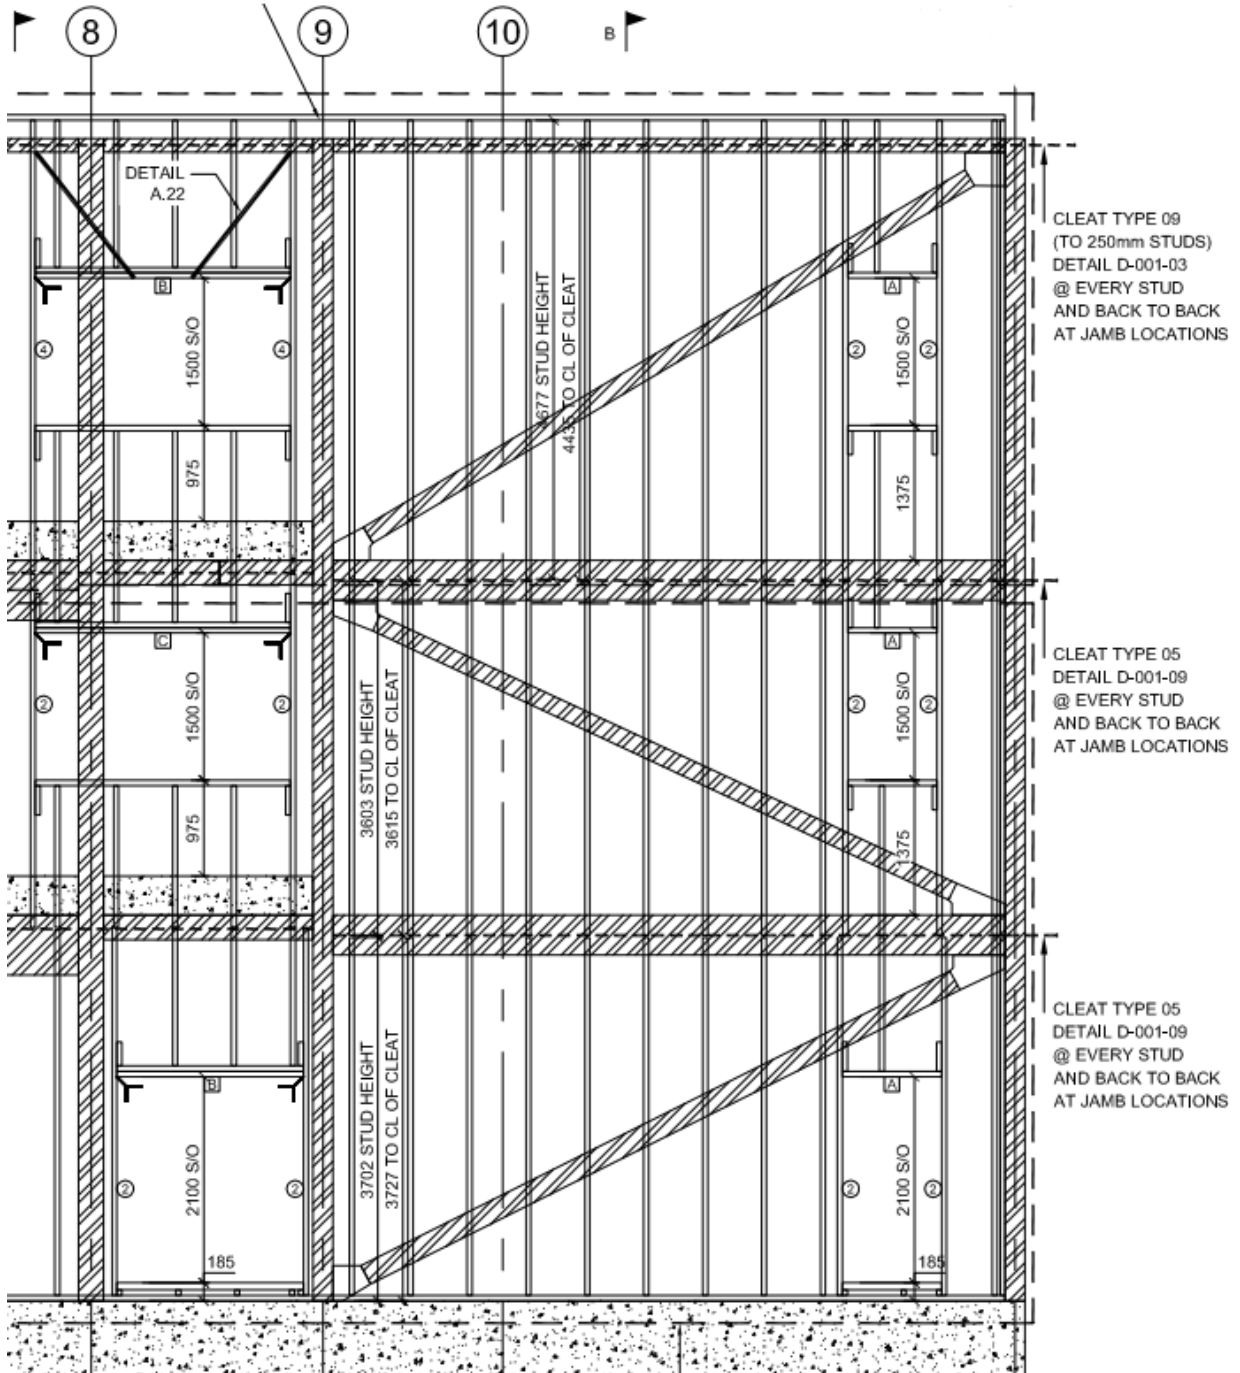 8
9
10
B
DETAIL
A.22
CLEAT TYPE 09
(TO 250mm STUDS)
DETAIL D-001-03
@ EVERY STUD
AND BACK TO BACK
AT JAMB LOCATIONS
B
A
4
1500 S/O
4
677 STUD HEIGHT
4435 TO CL OF CLEAT
2
1500 S/O
2
975
1375
C
A
CLEAT TYPE 05
DETAIL D-001-09
@ EVERY STUD
AND BACK TO BACK
AT JAMB LOCATIONS
2
1500 S/O
2
3603 STUD HEIGHT
3615 TO CL OF CLEAT
2
1500 S/O
2
975
1375
CLEAT TYPE 05
DETAIL D-001-09
@ EVERY STUD
AND BACK TO BACK
AT JAMB LOCATIONS
B
A
2
2100 S/O
2
3702 STUD HEIGHT
3727 TO CL OF CLEAT
2
2100 S/O
2
185
185